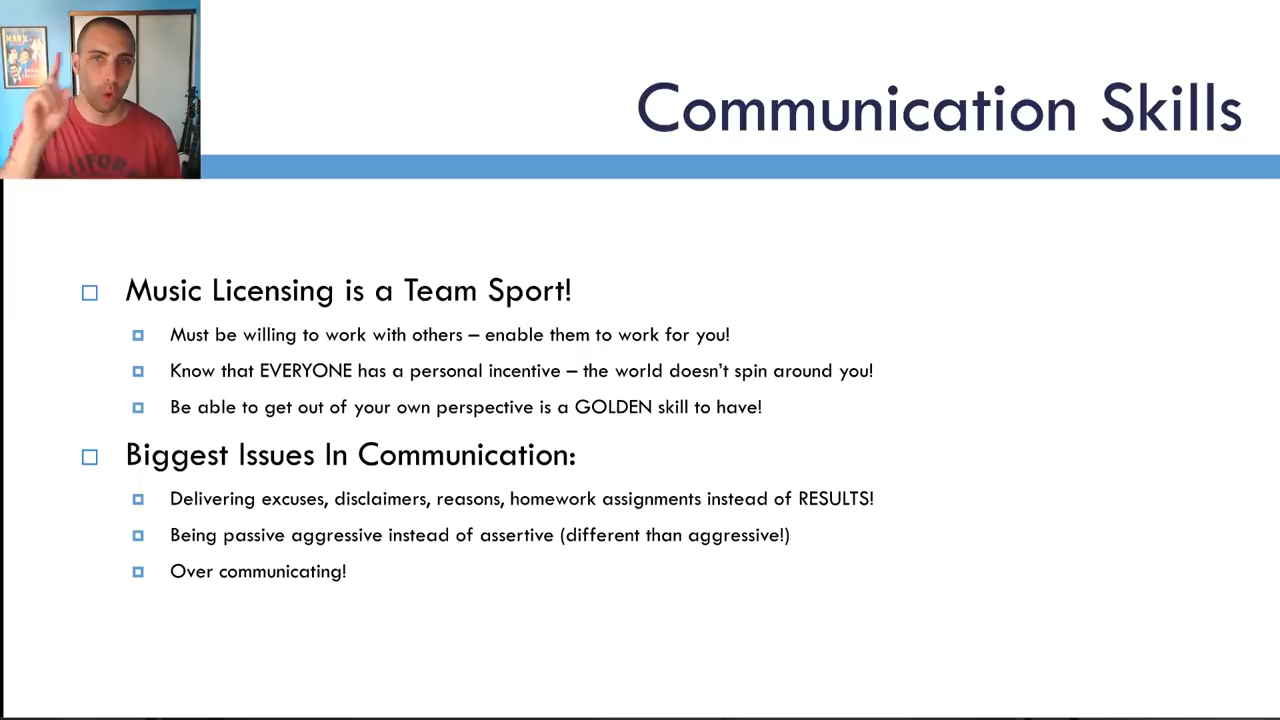 MARX
Communication Skills
Music Licensing is a Team Sport!
Must be willing to work with others – enable them to work for you!
Know that EVERYONE has a personal incentive – the world doesn't spin around you!
Be able to get out of your own perspective is a GOLDEN skill to have!
Biggest Issues In Communication:
Delivering excuses, disclaimers, reasons, homework assignments instead of RESULTS!
Being passive aggressive instead of assertive (different than aggressive!)
Over communicating!